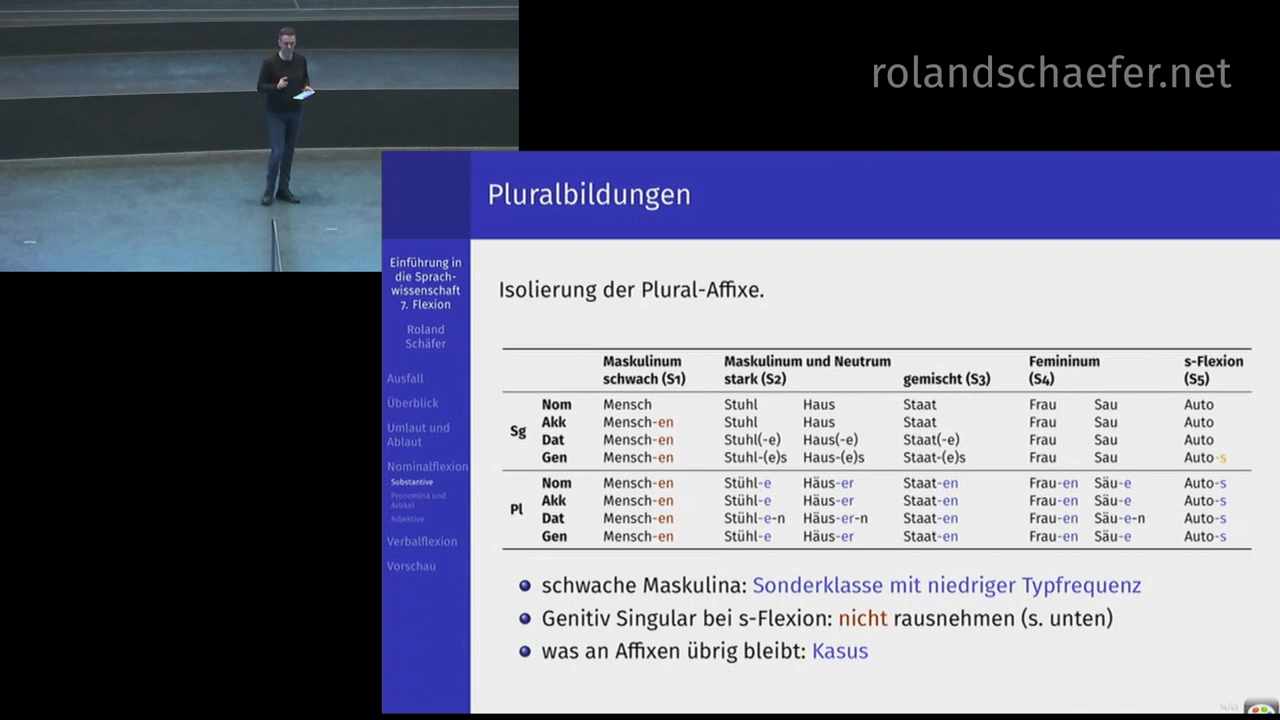 rolandschaefer.net
Pluralbildungen
Einführung in
die Sprach-
wissenschaft
7. Flexion
Roland
Schäfer
Ausfall
Überblick
Umlaut und
Ablaut
Nominalflexion
Substantive
Pronomina und
Artikel
Adjektive
Verbalflexion
Vorschau
Isolierung der Plural-Affixe.
Maskulinum Maskulinum und Neutrum Femininum s-Flexion
schwach (S1) stark (S2) gemischt (S3) (S4) (S5)
Sg
Nom Mensch Stuhl Haus Staat Frau Sau Auto
Akk Mensch-en Stuhl Haus Staat Frau Sau Auto
Dat Mensch-en Stuhl(-e) Haus(-e) Staat(-e) Frau Sau Auto
Gen Mensch-en Stuhl-(e)s Haus-(e)s Staat-(e)s Frau Sau Auto-s
Pl
Nom Mensch-en Stühl-e Häus-er Staat-en Frau-en Säu-e Auto-s
Akk Mensch-en Stühl-e Häus-er Staat-en Frau-en Säu-e Auto-s
Dat Mensch-en Stühl-e-n Häus-er-n Staat-en Frau-en Säu-e-n Auto-s
Gen Mensch-en Stühl-e Häus-er Staat-en Frau-en Säu-e Auto-s
schwache Maskulina: Sonderklasse mit niedriger Typfrequenz
Genitiv Singular bei s-Flexion: nicht rausnehmen (s. unten)
was an Affixen übrig bleibt: Kasus